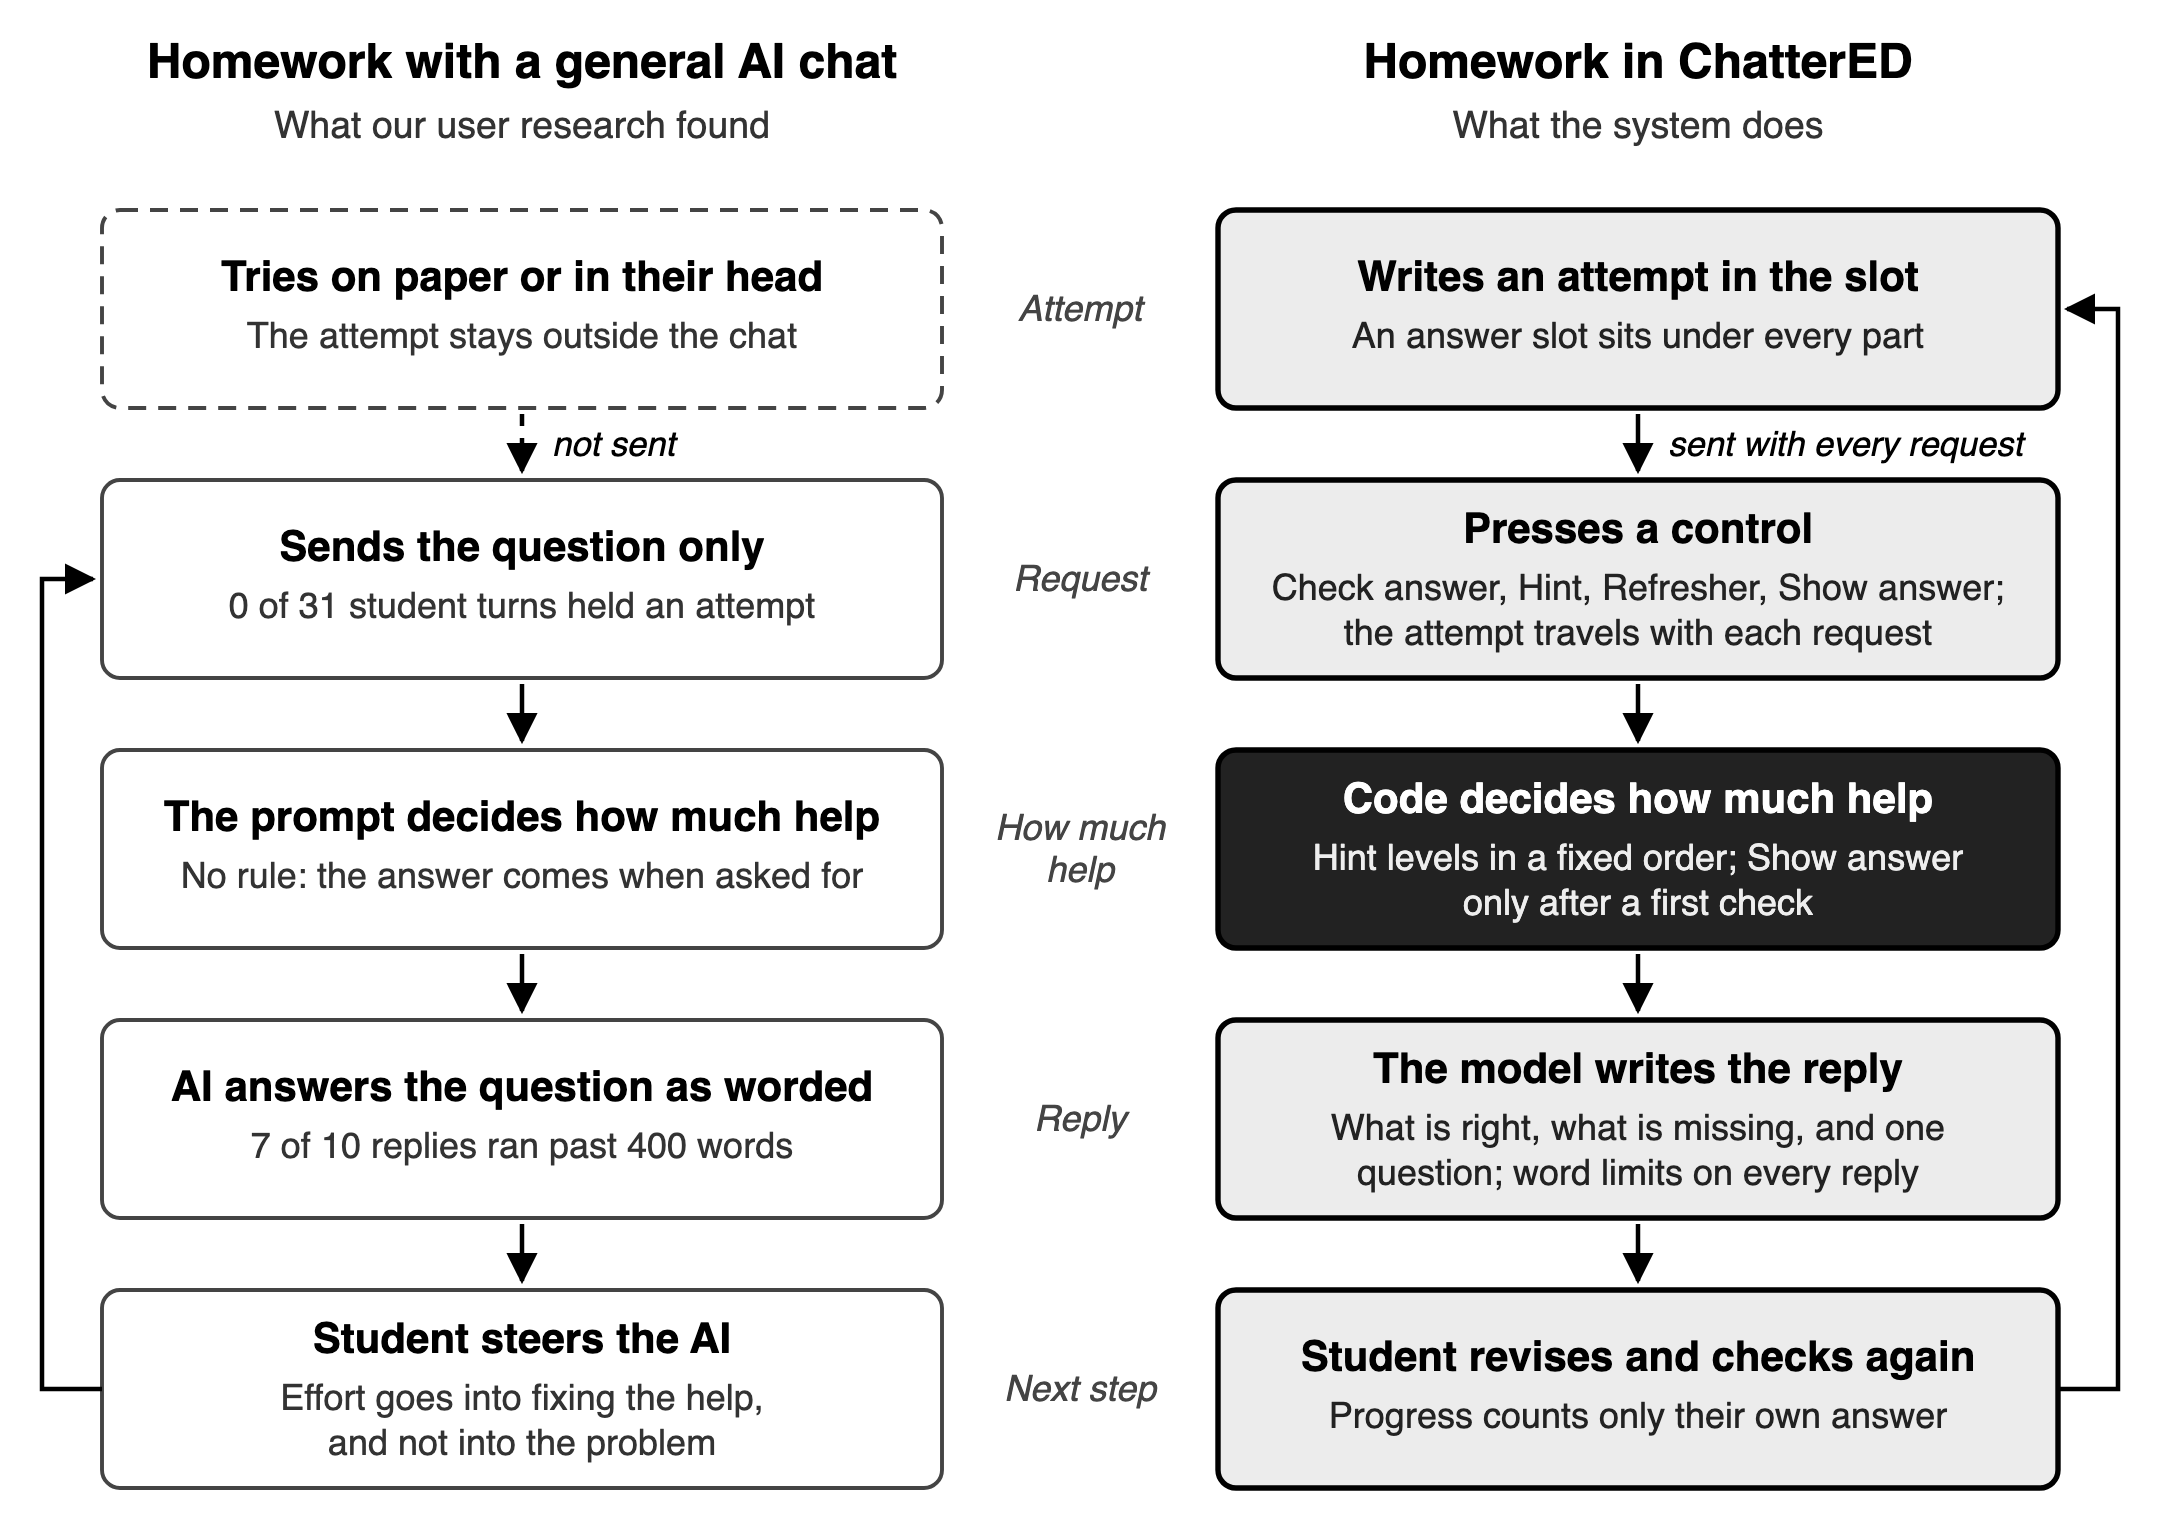 Homework with a general AI chat
What our user research found
Homework in ChatterED
What the system does
Tries on paper or in their head
The attempt stays outside the chat
Attempt
Writes an attempt in the slot
An answer slot sits under every part
not sent
sent with every request
Sends the question only
0 of 31 student turns held an attempt
Request
Presses a control
Check answer, Hint, Refresher, Show answer;
the attempt travels with each request
The prompt decides how much help
No rule: the answer comes when asked for
How much
help
Code decides how much help
Hint levels in a fixed order; Show answer
only after a first check
AI answers the question as worded
7 of 10 replies ran past 400 words
Reply
The model writes the reply
What is right, what is missing, and one
question; word limits on every reply
Student steers the AI
Effort goes into fixing the help,
and not into the problem
Next step
Student revises and checks again
Progress counts only their own answer